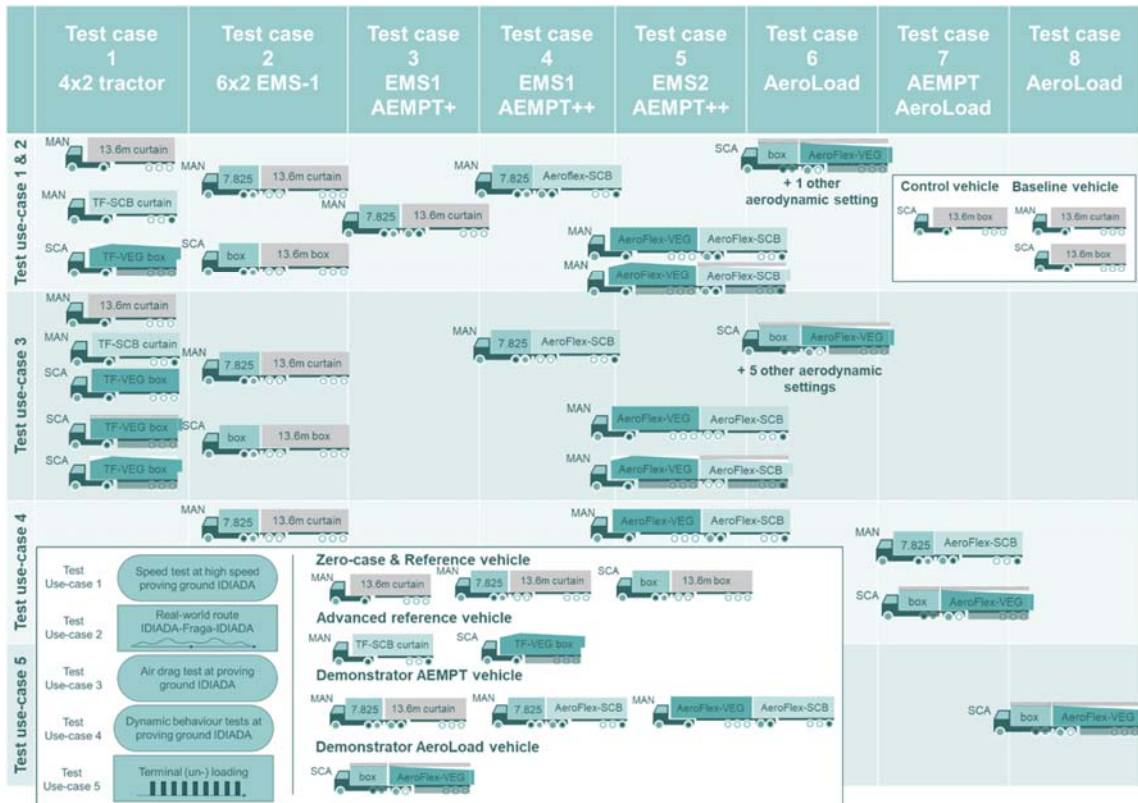 Test case
1
4x2 tractor
Test case
2
6x2 EMS-1
Test case
3
EMS1
AEMPT+
Test case
4
EMS1
AEMPT++
Test case
5
EMS2
AEMPT++
Test case
6
AeroLoad
Test case
7
AEMPT
AeroLoad
Test case
8
AeroLoad
Test use-case 1 & 2
MAN
13.6m curtain
MAN
TF-SCB curtain
SCA
TF-VEG box
MAN
7.825 13.6m curtain
SCA
box 13.6m box
MAN
7.825 13.6m curtain
MAN
7.825 Aeroflex-SCB
MAN
AeroFlex-VEG AeroFlex-SCB
MAN
AeroFlex-VEG AeroFlex-SCB
SCA
box AeroFlex-VEG
+ 1 other
aerodynamic setting
Control vehicle
SCA
13.6m box
Baseline vehicle
MAN
13.6m curtain
SCA
13.6m box
Test use-case 3
MAN
13.6m curtain
MAN
TF-SCB curtain
SCA
TF-VEG box
SCA
TF-VEG box
SCA
TF-VEG box
MAN
7.825 13.6m curtain
SCA
box 13.6m box
MAN
7.825 AeroFlex-SCB
MAN
AeroFlex-VEG AeroFlex-SCB
MAN
AeroFlex-VEG AeroFlex-SCB
SCA
box AeroFlex-VEG
+ 5 other aerodynamic
settings
Test use-case 4
MAN
7.825 13.6m curtain
MAN
AeroFlex-VEG AeroFlex-SCB
MAN
7.825 AeroFlex-SCB
SCA
box AeroFlex-VEG
Test use-case 5
SCA
box AeroFlex-VEG
Test
Use-case 1
Speed test at high speed
proving ground IDIADA
Test
Use-case 2
Real-world route
IDIADA-Fraga-IDIADA
Test
Use-case 3
Air drag test at proving
ground IDIADA
Test
Use-case 4
Dynamic behaviour tests at
proving ground IDIADA
Test
Use-case 5
Terminal (un-) loading
Zero-case & Reference vehicle
MAN
13.6m curtain
MAN
7.825 13.6m curtain
SCA
box 13.6m box
Advanced reference vehicle
MAN
TF-SCB curtain
SCA
TF-VEG box
Demonstrator AEMPT vehicle
MAN
7.825 13.6m curtain
MAN
7.825 AeroFlex-SCB
MAN
AeroFlex-VEG AeroFlex-SCB
Demonstrator AeroLoad vehicle
SCA
box AeroFlex-VEG